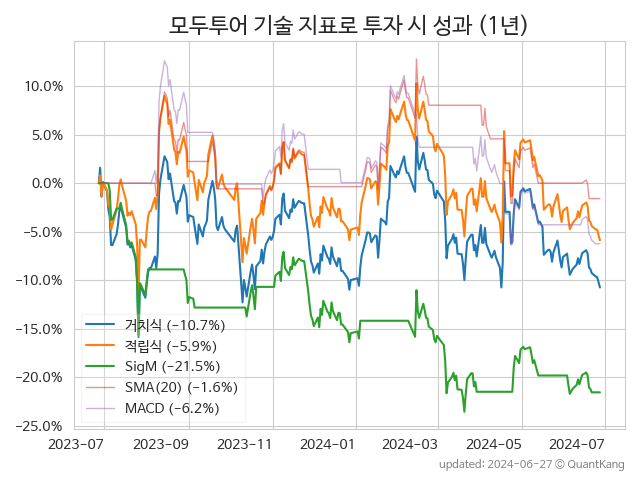 모두투어 기술 지표로 투자 시 성과 (1년)
10.0%
5.0%
0.0%
−5.0%
−10.0%
−15.0%
−20.0%
−25.0%
거치식 (−10.7%)
적립식 (−5.9%)
SigM (−21.5%)
SMA(20) (−1.6%)
MACD (−6.2%)
2023−07 2023−09 2023−11 2024−01 2024−03 2024−05 2024−07
updated: 2024−06−27 ⓒ QuantKang